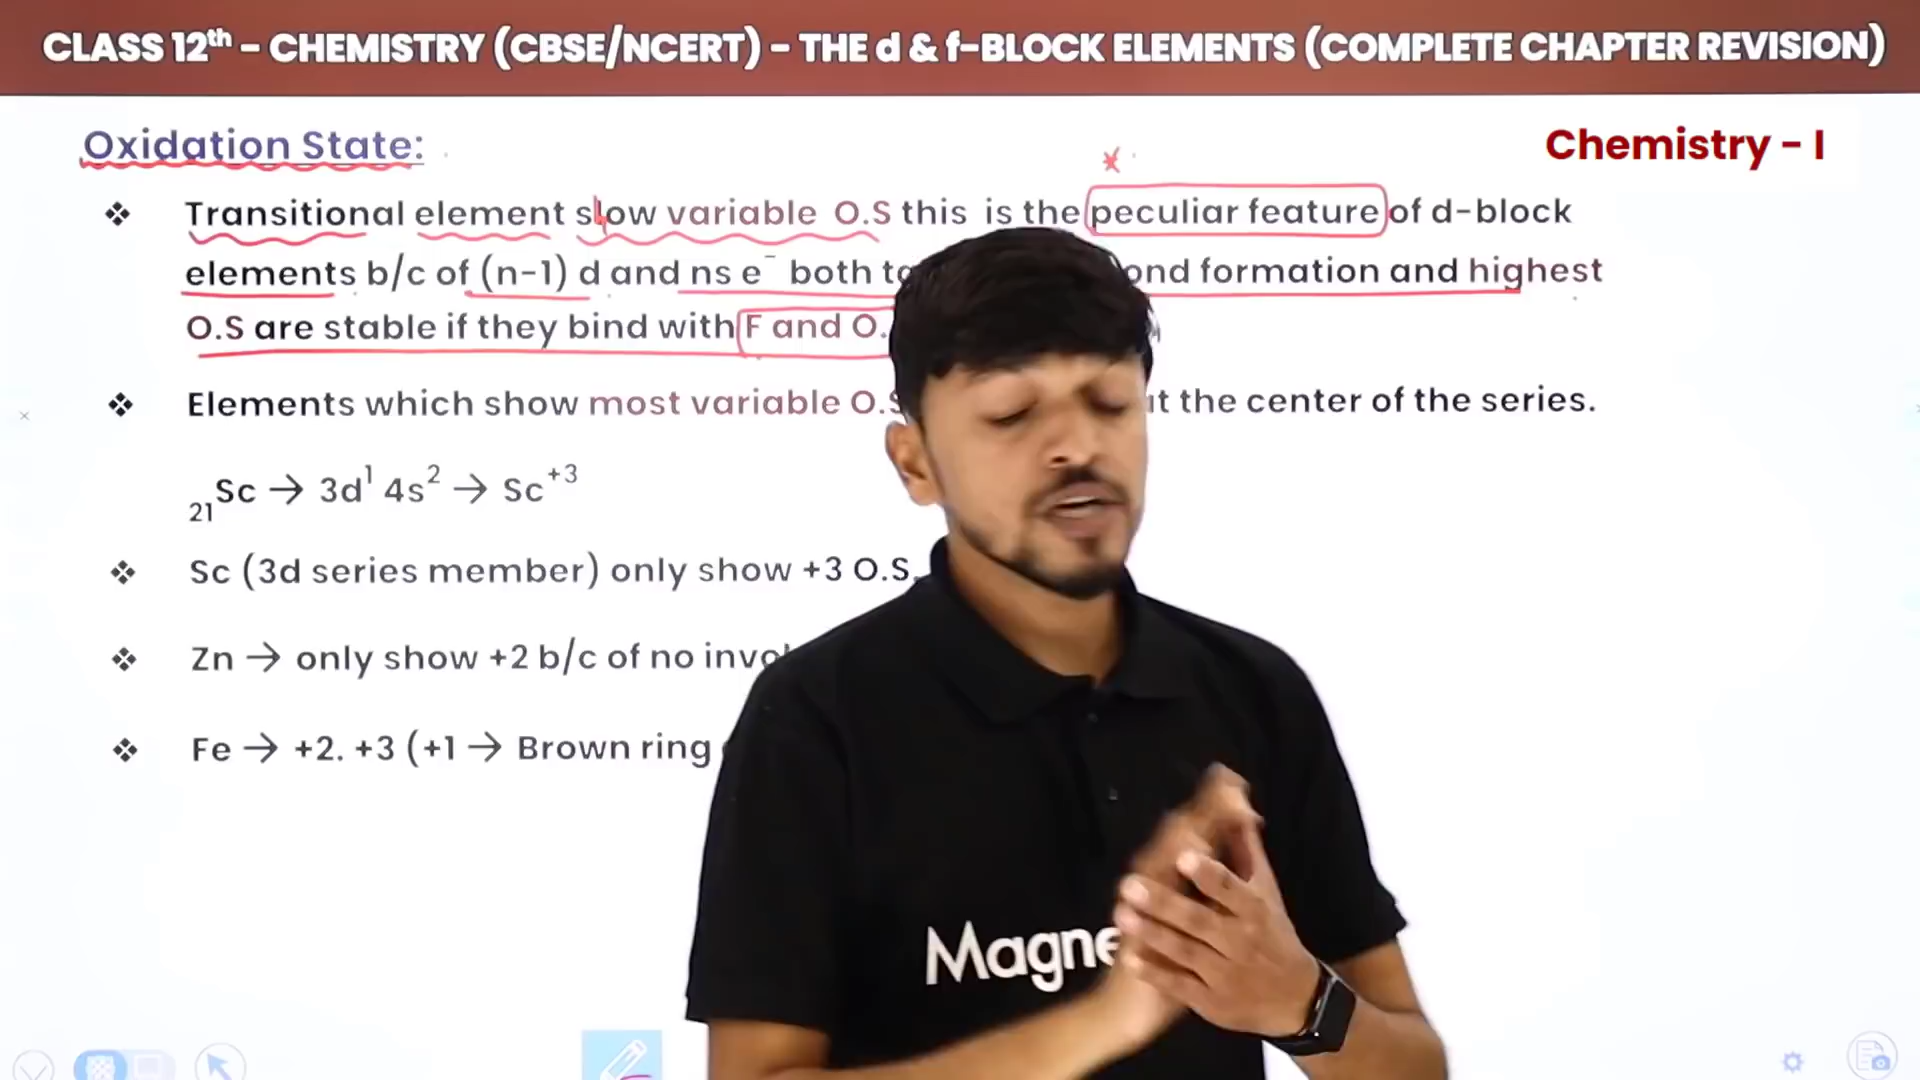 CLASS 12th – CHEMISTRY (CBSE/NCERT) – THE d & f–BLOCK ELEMENTS (COMPLETE CHAPTER REVISION)
Oxidation State:
Chemistry - I
❖ Transitional element slow variable O.S this is the peculiar feature of d-block
elements b/c of (n-1) d and ns e⁻ both formation and highest
O.S are stable if they bind with F and O.
❖ Elements which show most variable the center of the series.
₂₁Sc → 3d¹ 4s² → Sc⁺³
❖ Sc (3d series member) only show +3 O.S.
❖ Zn → only show +2 b/c of no
❖ Fe → +2. +3 (+1 → Brown ring
Magne